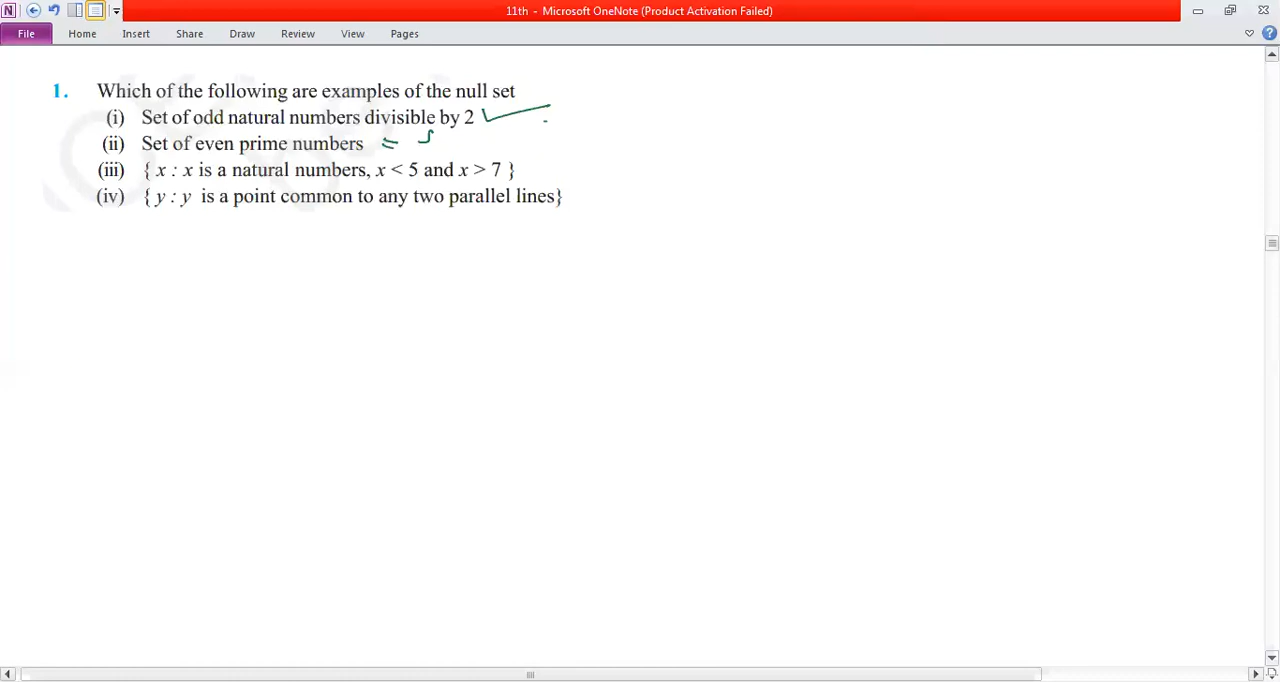 11th - Microsoft OneNote (Product Activation Failed)
File Home Insert Share Draw Review View Pages
1. Which of the following are examples of the null set
(i) Set of odd natural numbers divisible by 2
(ii) Set of even prime numbers =
(iii) { x : x is a natural numbers, x < 5 and x > 7 }
(iv) { y : y is a point common to any two parallel lines}